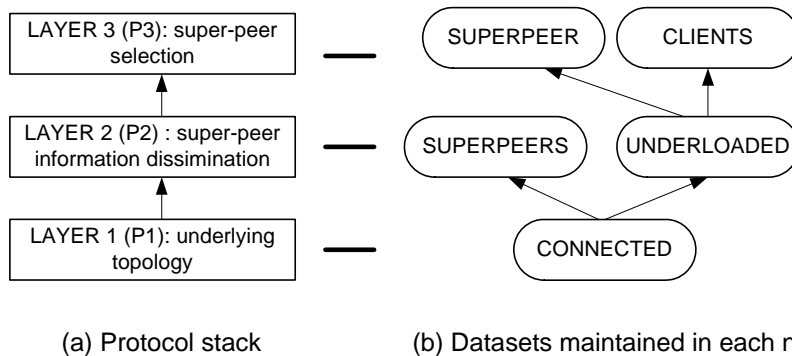 LAYER 3 (P3): super-peer
selection
SUPERPEER
CLIENTS
LAYER 2 (P2) : super-peer
information dissimination
SUPERPEERS
UNDERLOADED
LAYER 1 (P1): underlying
topology
CONNECTED
(a) Protocol stack
(b) Datasets maintained in each